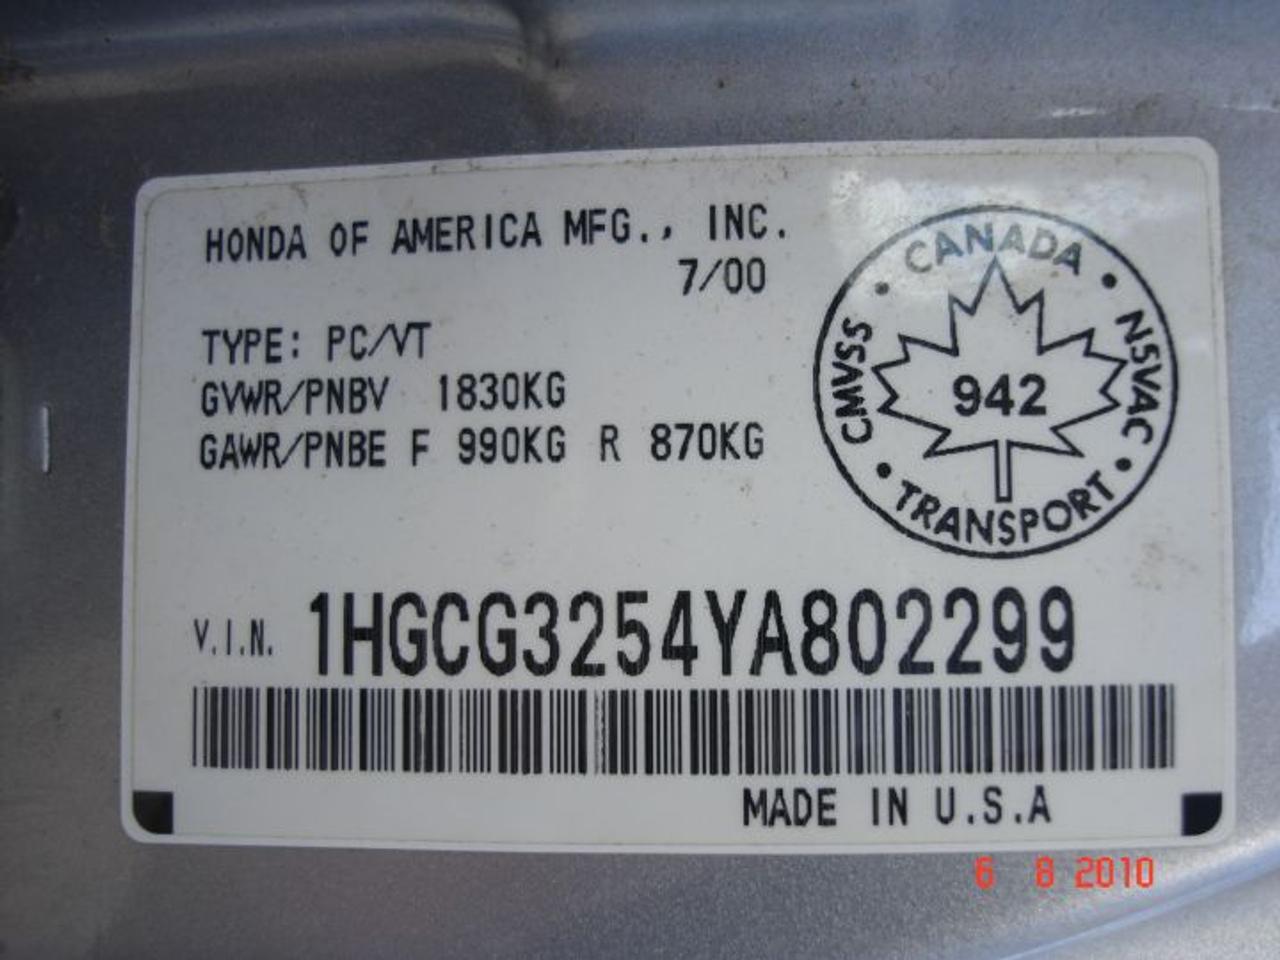 HONDA OF AMERICA MFG., INC.
7/00
TYPE: PC/VT
GVWR/PNBV 1830KG
GAWR/PNBE F 990KG R 870KG
CANADA
CMVSS
NSVAC
942
TRANSPORT
V.I.N. 1HGCG3254YA802299
MADE IN U.S.A
6 8 2010